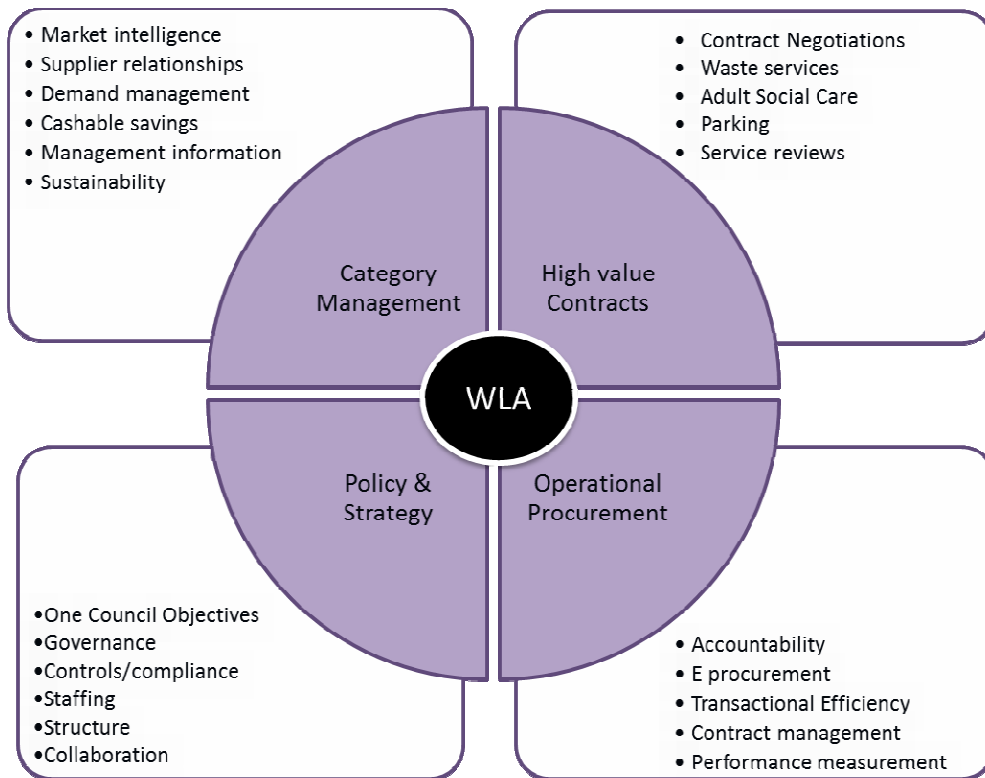 • Market intelligence
• Supplier relationships
• Demand management
• Cashable savings
• Management information
• Sustainability
• Contract Negotiations
• Waste services
• Adult Social Care
• Parking
• Service reviews
Category
Management
High value
Contracts
WLA
Policy &
Strategy
Operational
Procurement
•One Council Objectives
•Governance
•Controls/compliance
•Staffing
•Structure
•Collaboration
• Accountability
• E procurement
• Transactional Efficiency
• Contract management
• Performance measurement